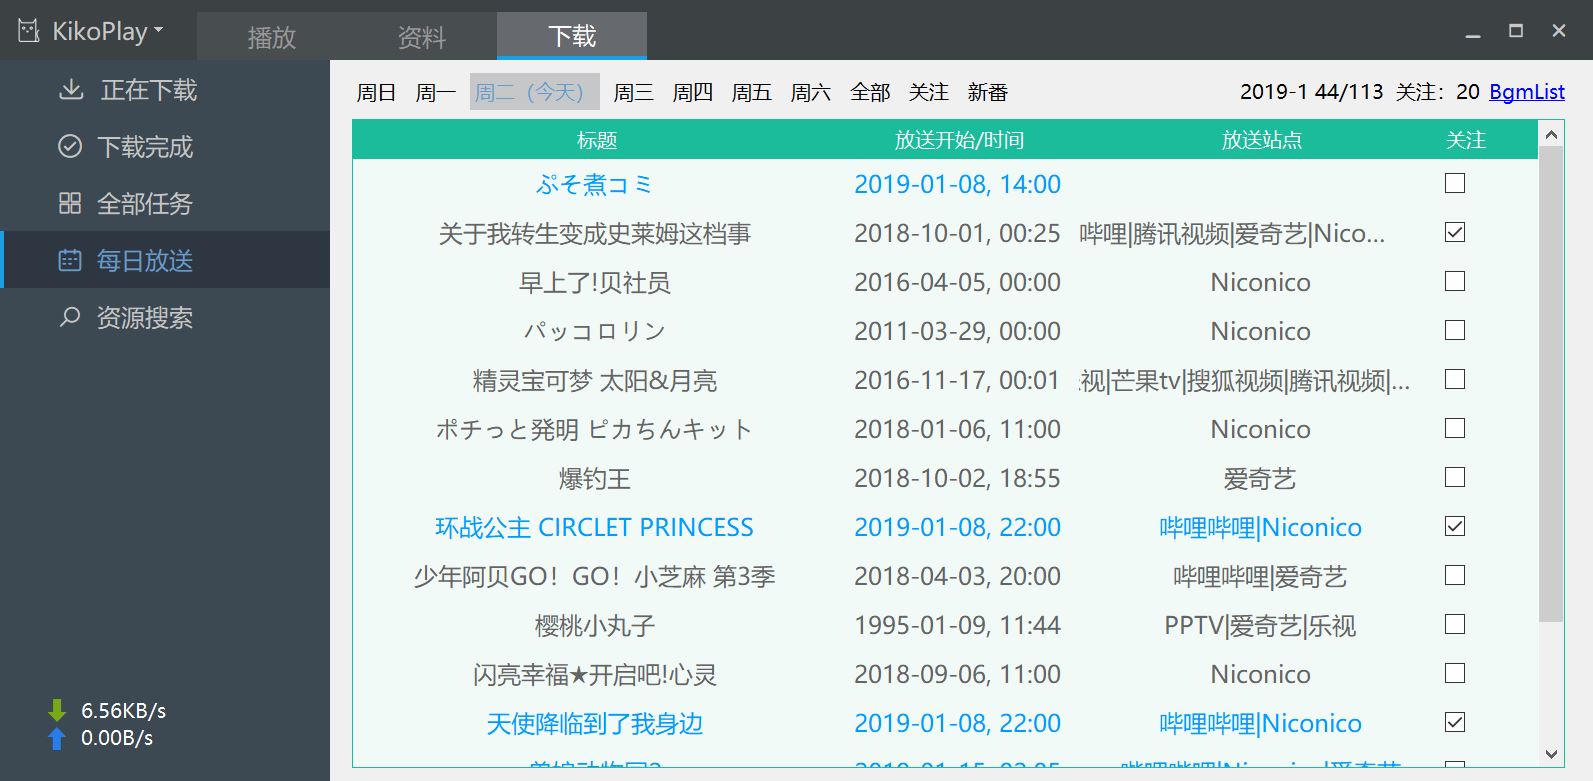 KikoPlay 播放 资料 下载
正在下载
下载完成
全部任务
每日放送
资源搜索
6.56KB/s
0.00B/s
周日 周一 周二（今天） 周三 周四 周五 周六 全部 关注 新番 2019-1 44/113 关注：20 BgmList
标题 放送开始/时间 放送站点 关注
ぷそ煮コミ 2019-01-08, 14:00
关于我转生变成史莱姆这档事 2018-10-01, 00:25 哔哩|腾讯视频|爱奇艺|Nico...
早上了!贝社员 2016-04-05, 00:00 Niconico
パッコロリン 2011-03-29, 00:00 Niconico
精灵宝可梦 太阳&月亮 2016-11-17, 00:01 视|芒果tv|搜狐视频|腾讯视频|...
ポチっと発明 ピカちんキット 2018-01-06, 11:00 Niconico
爆钓王 2018-10-02, 18:55 爱奇艺
环战公主 CIRCLET PRINCESS 2019-01-08, 22:00 哔哩哔哩|Niconico
少年阿贝GO！GO！小芝麻 第3季 2018-04-03, 20:00 哔哩哔哩|爱奇艺
樱桃小丸子 1995-01-09, 11:44 PPTV|爱奇艺|乐视
闪亮幸福★开启吧!心灵 2018-09-06, 11:00 Niconico
天使降临到了我身边 2019-01-08, 22:00 哔哩哔哩|Niconico